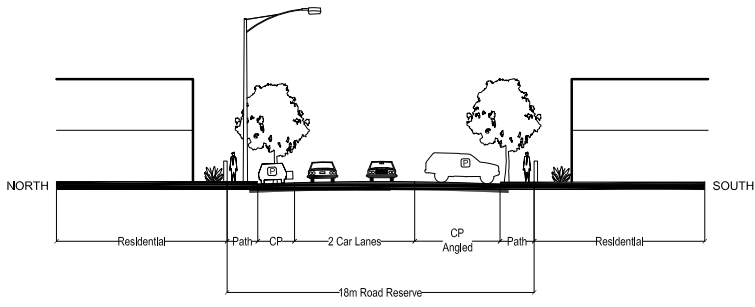 P
P
NORTH
SOUTH
Residential
Path
CP
2 Car Lanes
CP
Angled
Path
Residential
18m Road Reserve